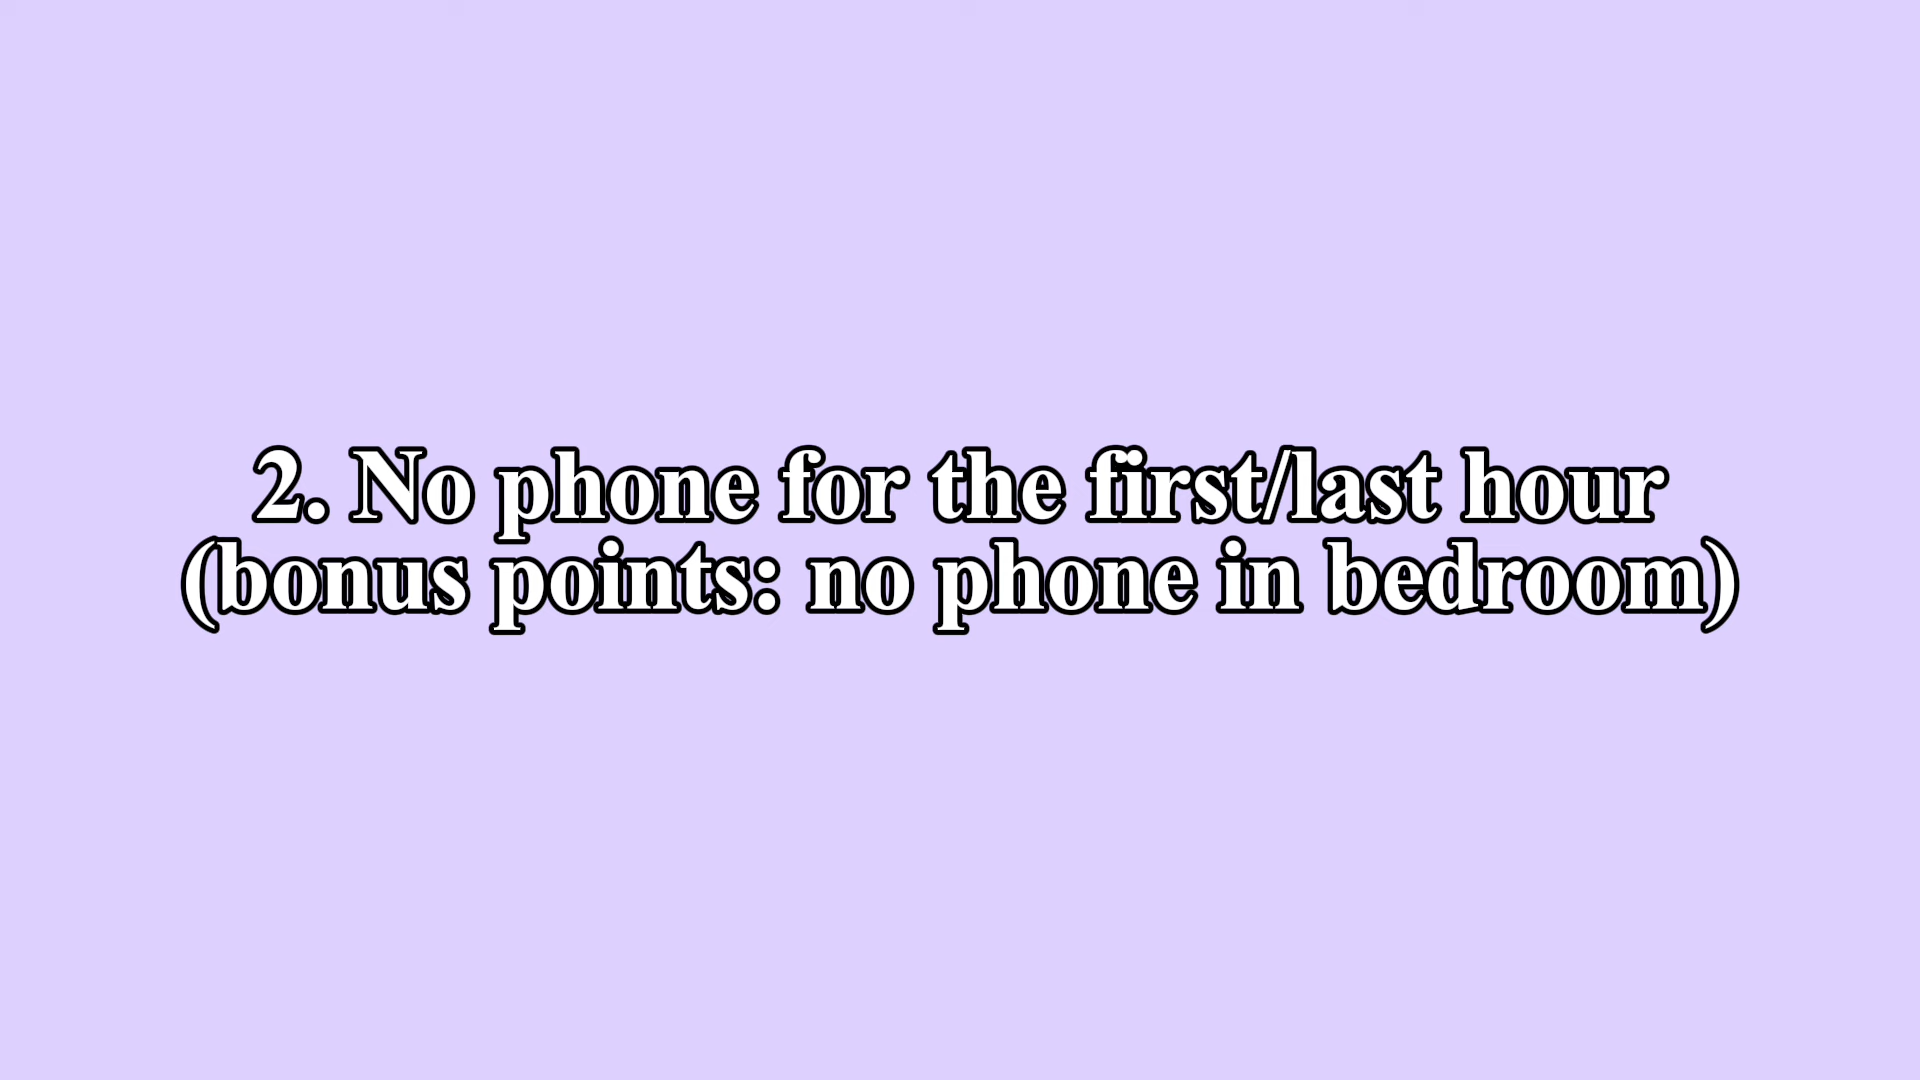 2. No phone for the first/last hour
(bonus points: no phone in bedroom)